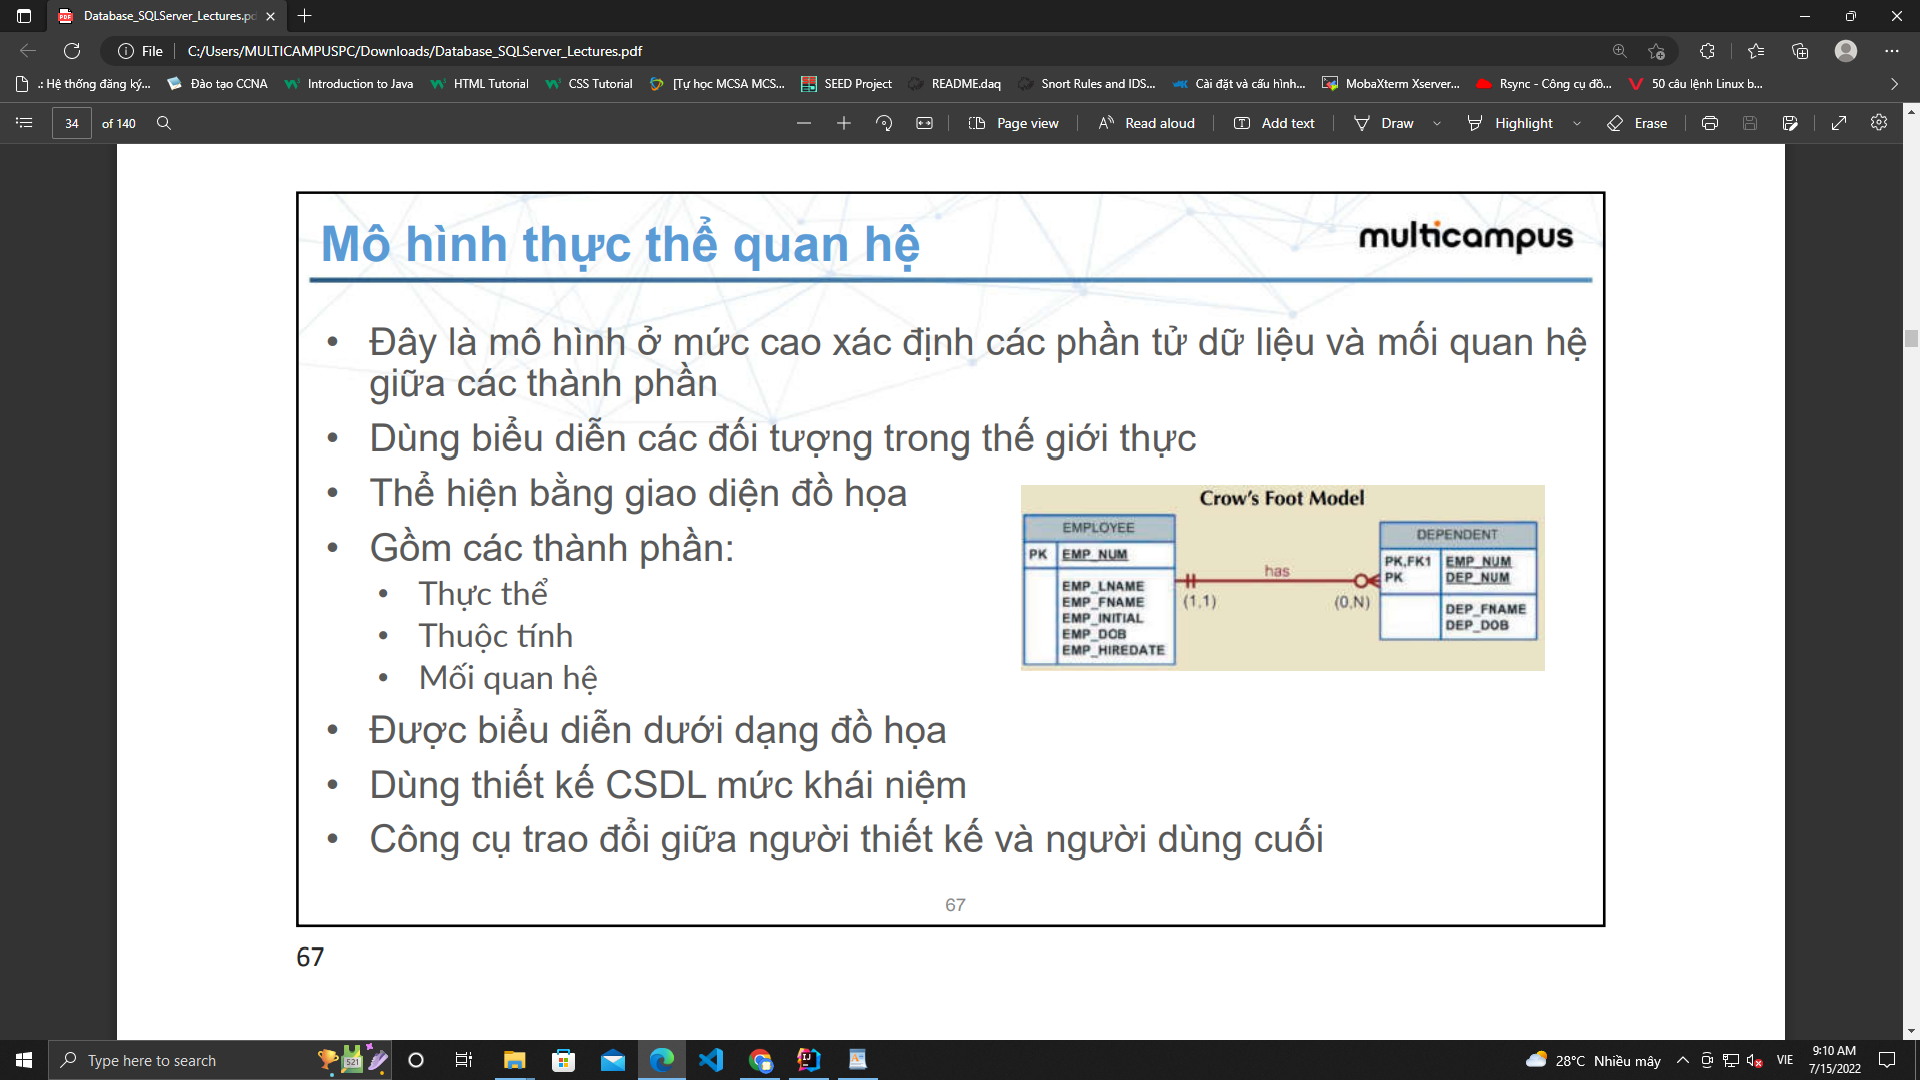 Database_SQLServer_Lectures.pd
File
C:/Users/MULTICAMPUSPC/Downloads/Database_SQLServer_Lectures.pdf
.: Hệ thống đăng ký...
Đào tạo CCNA
Introduction to Java
HTML Tutorial
CSS Tutorial
[Tự học MCSA MCS...
SEED Project
README.daq
Snort Rules and IDS...
Cài đặt và cấu hình...
MobaXterm Xserver...
Rsync - Công cụ đồ...
50 câu lệnh Linux b...
34
of 140
Page view
Read aloud
Add text
Draw
Highlight
Erase
Mô hình thực thể quan hệ
multicampus
• Đây là mô hình ở mức cao xác định các phần tử dữ liệu và mối quan hệ
giữa các thành phần
• Dùng biểu diễn các đối tượng trong thế giới thực
• Thể hiện bằng giao diện đồ họa
• Gồm các thành phần:
• Thực thể
• Thuộc tính
• Mối quan hệ
• Được biểu diễn dưới dạng đồ họa
• Dùng thiết kế CSDL mức khái niệm
• Công cụ trao đổi giữa người thiết kế và người dùng cuối
Crow's Foot Model
EMPLOYEE
PK EMP_NUM
EMP_LNAME
EMP_FNAME
EMP_INITIAL
EMP_DOB
EMP_HIREDATE
has
(1,1)
(0,N)
DEPENDENT
PK,FK1 EMP_NUM
PK DEP_NUM
DEP_FNAME
DEP_DOB
67
67
Type here to search
521
28°C Nhiều mây
VIE
9:10 AM
7/15/2022